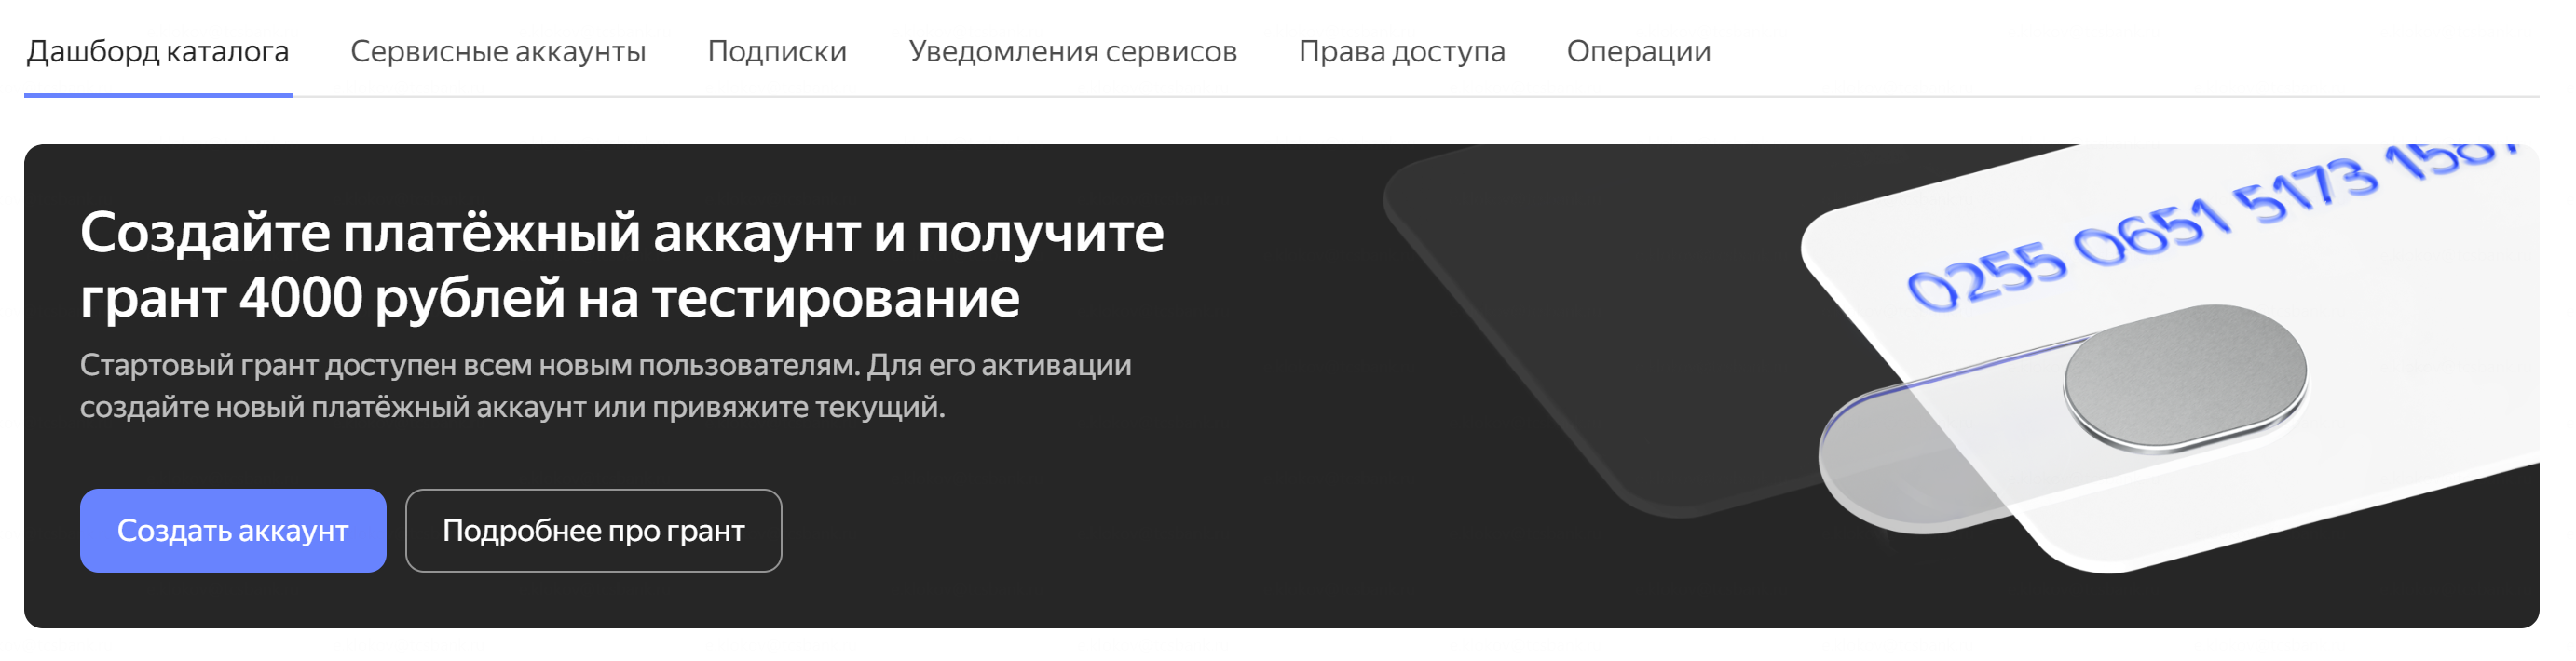 Дашборд каталога Сервисные аккаунты Подписки Уведомления сервисов Права доступа Операции
Создайте платёжный аккаунт и получите
грант 4000 рублей на тестирование
Стартовый грант доступен всем новым пользователям. Для его активации
создайте новый платёжный аккаунт или привяжите текущий.
Создать аккаунт Подробнее про грант
0255 0651 5173